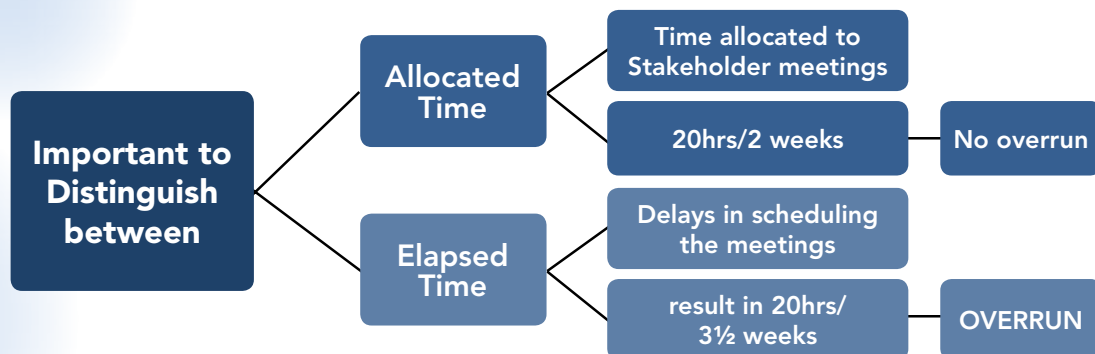 Important to
Distinguish
between
Allocated
Time
Time allocated to
Stakeholder meetings
20hrs/2 weeks
No overrun
Elapsed
Time
Delays in scheduling
the meetings
result in 20hrs/
3½ weeks
OVERRUN